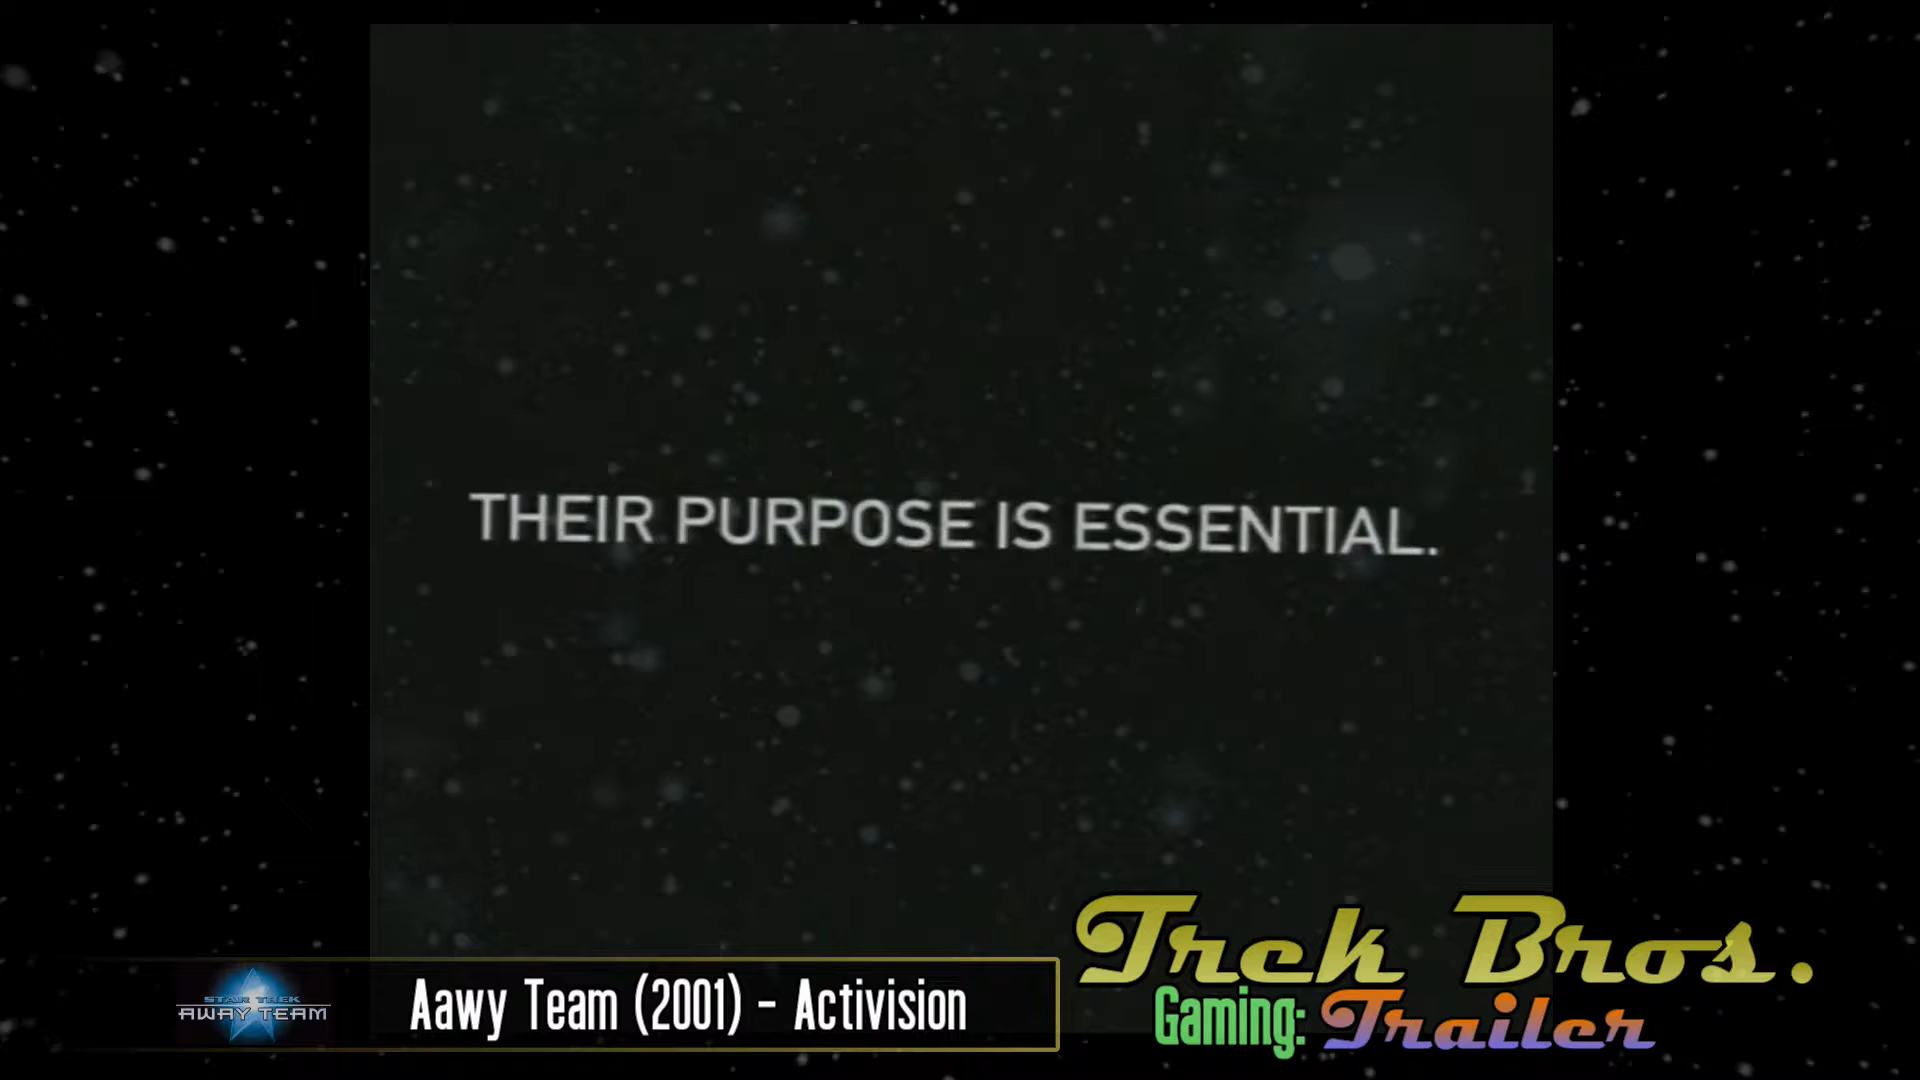 THEIR PURPOSE IS ESSENTIAL.
STAR TREK
AWAY TEAM
Aawy Team (2001) - Activision
Trek Bros.
Gaming: Trailer